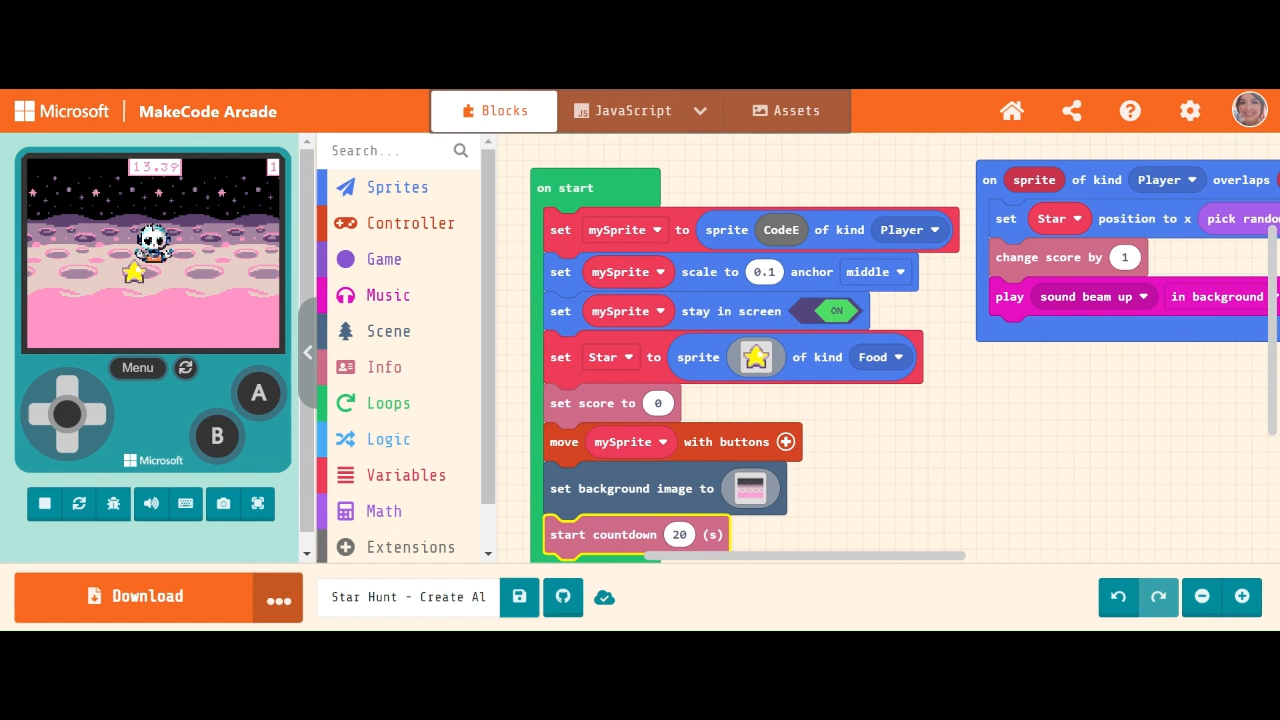 Microsoft | MakeCode Arcade
Blocks
JS JavaScript
Assets
13.39
1
Menu
A
B
Microsoft
Search...
Sprites
Controller
Game
Music
Scene
Info
Loops
Logic
Variables
Math
Extensions
on start
set mySprite to sprite CodeE of kind Player
set mySprite scale to 0.1 anchor middle
set mySprite stay in screen ON
set Star to sprite of kind Food
set score to 0
move mySprite with buttons
set background image to
start countdown 20 (s)
on sprite of kind Player overlaps
set Star position to x pick rando
change score by 1
play sound beam up in background
Download
Star Hunt - Create Al